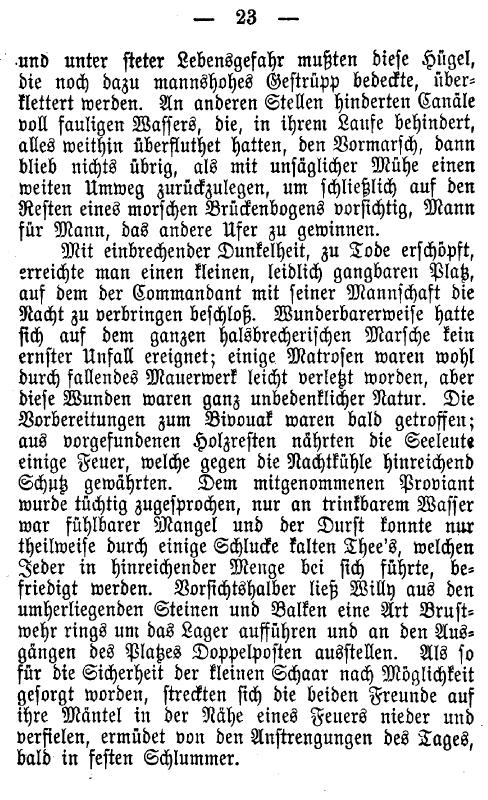 — 23 —
und unter steter Lebensgefahr mußten diese Hügel,
die noch dazu mannshohes Gestrüpp bedeckte, über-
klettert werden. An anderen Stellen hinderten Canäle
voll fauligen Wassers, die, in ihrem Laufe behindert,
alles weithin überfluthet hatten, den Vormarsch, dann
blieb nichts übrig, als mit unsäglicher Mühe einen
weiten Umweg zurückzulegen, um schließlich auf den
Resten eines morschen Brückenbogens vorsichtig, Mann
für Mann, das andere Ufer zu gewinnen.
Mit einbrechender Dunkelheit, zu Tode erschöpft,
erreichte man einen kleinen, leidlich gangbaren Platz,
auf dem der Commandant mit seiner Mannschaft die
Nacht zu verbringen beschloß. Wunderbarerweise hatte
sich auf dem ganzen halsbrecherischen Marsche kein
ernster Unfall ereignet; einige Matrosen waren wohl
durch fallendes Mauerwerk leicht verletzt worden, aber
diese Wunden waren ganz unbedenklicher Natur. Die
Vorbereitungen zum Bivouak waren bald getroffen;
aus vorgefundenen Holzresten nährten die Seeleute
einige Feuer, welche gegen die Nachtkühle hinreichend
Schutz gewährten. Dem mitgenommenen Proviant
wurde tüchtig zugesprochen, nur an trinkbarem Wasser
war fühlbarer Mangel und der Durst konnte nur
theilweise durch einige Schlucke kalten Thee's, welchen
Jeder in hinreichender Menge bei sich führte, be-
friedigt werden. Vorsichtshalber ließ Willy aus den
umherliegenden Steinen und Balken eine Art Brust-
wehr rings um das Lager aufführen und an den Aus-
gängen des Platzes Doppelposten ausstellen. Als so
für die Sicherheit der kleinen Schaar nach Möglichkeit
gesorgt worden, streckten sich die beiden Freunde auf
ihre Mäntel in der Nähe eines Feuers nieder und
verfielen, ermüdet von den Anstrengungen des Tages,
bald in festen Schlummer.